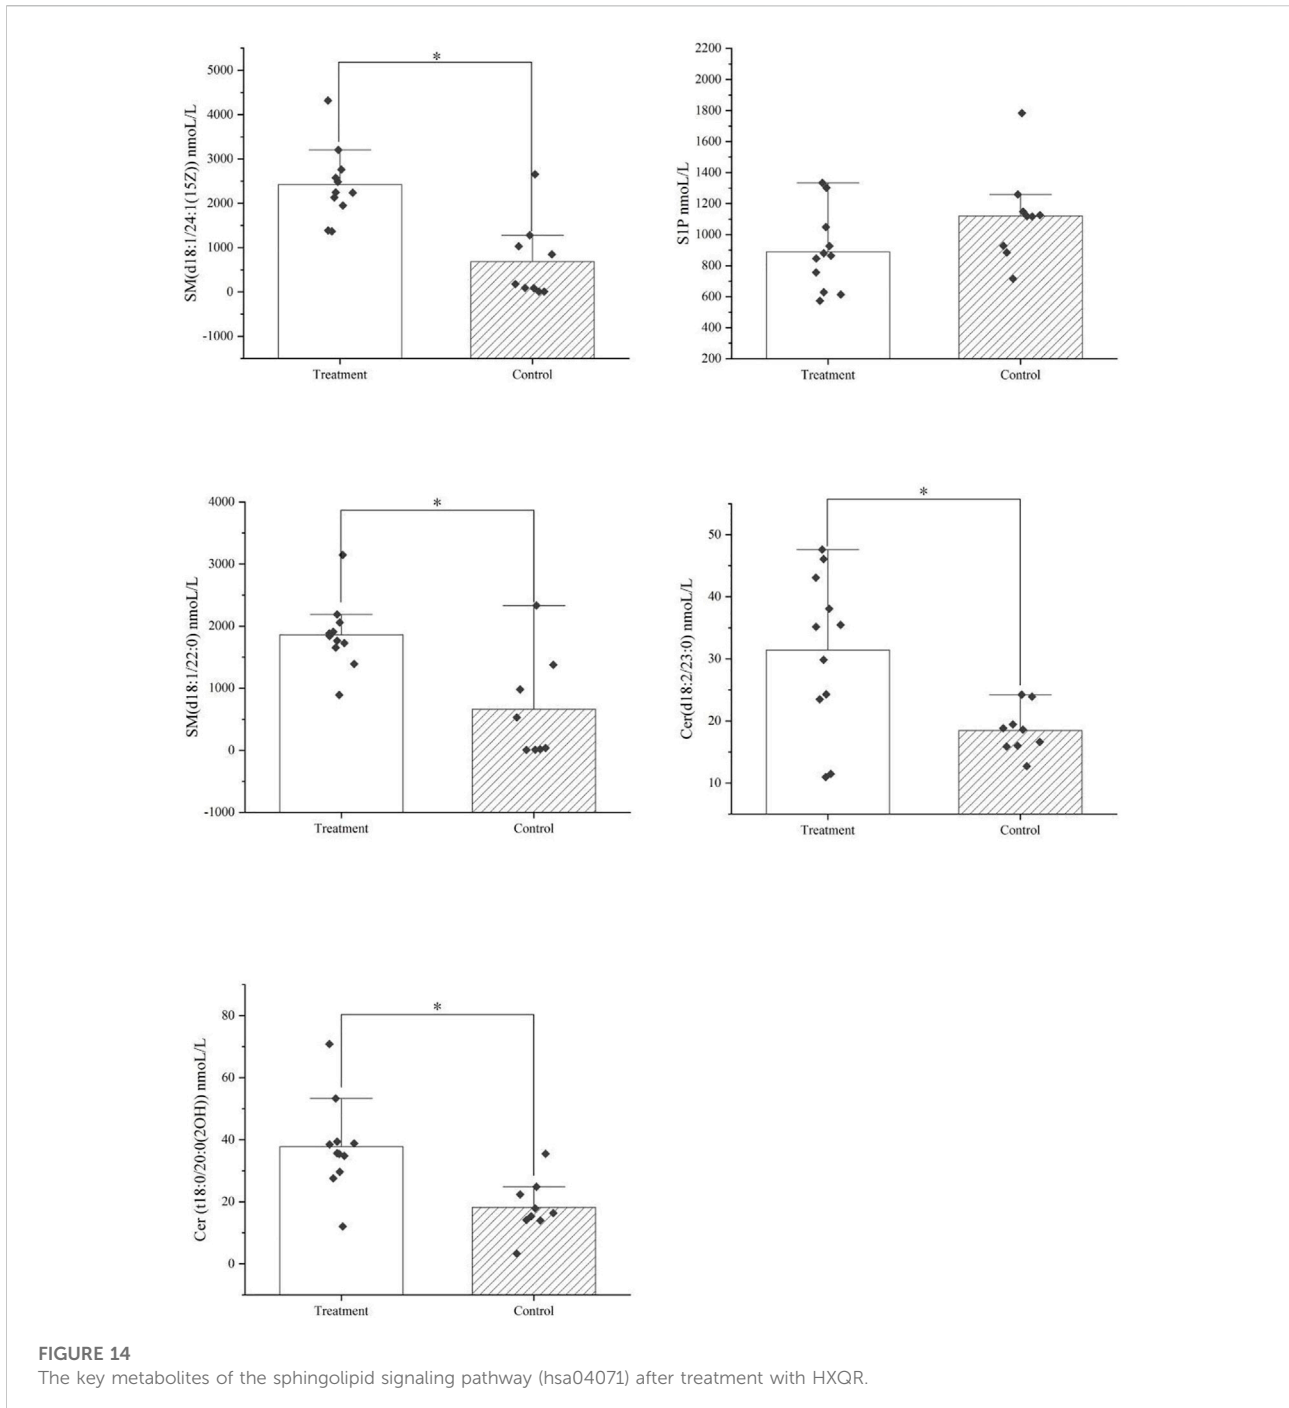 *
5000
4000
3000
2000
1000
0
-1000
SM(d18:1/24:1(15Z)) nmoL/L
Treatment
Control
2200
2000
1800
1600
1400
1200
1000
800
600
400
200
S1P nmoL/L
Treatment
Control
*
4000
3000
2000
1000
0
-1000
SM(d18:1/22:0) nmoL/L
Treatment
Control
*
50
40
30
20
10
Cer(d18:2/23:0) nmoL/L
Treatment
Control
*
80
60
40
20
0
Cer (t18:0/20:0(2OH)) nmoL/L
Treatment
Control
FIGURE 14
The key metabolites of the sphingolipid signaling pathway (hsa04071) after treatment with HXQR.